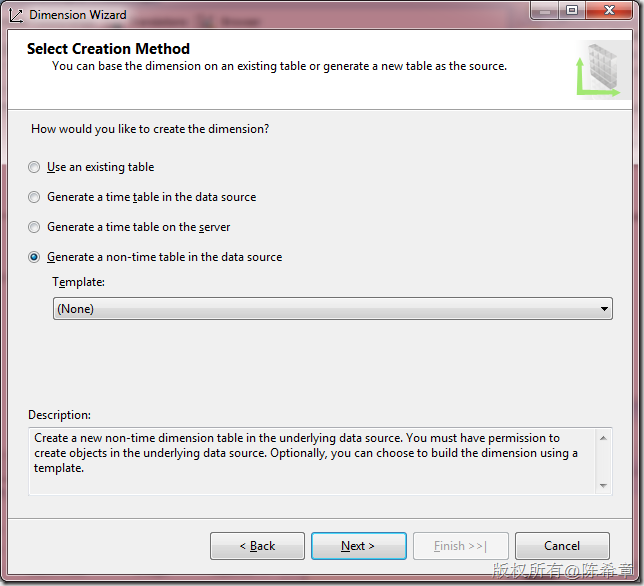 Dimension Wizard
Select Creation Method
You can base the dimension on an existing table or generate a new table as the source.
How would you like to create the dimension?
Use an existing table
Generate a time table in the data source
Generate a time table on the server
Generate a non-time table in the data source
Template:
(None)
Description:
Create a new non-time dimension table in the underlying data source. You must have permission to
create objects in the underlying data source. Optionally, you can choose to build the dimension using a
template.
< Back
Next >
Finish >>|
Cancel
版权所有@陈希章